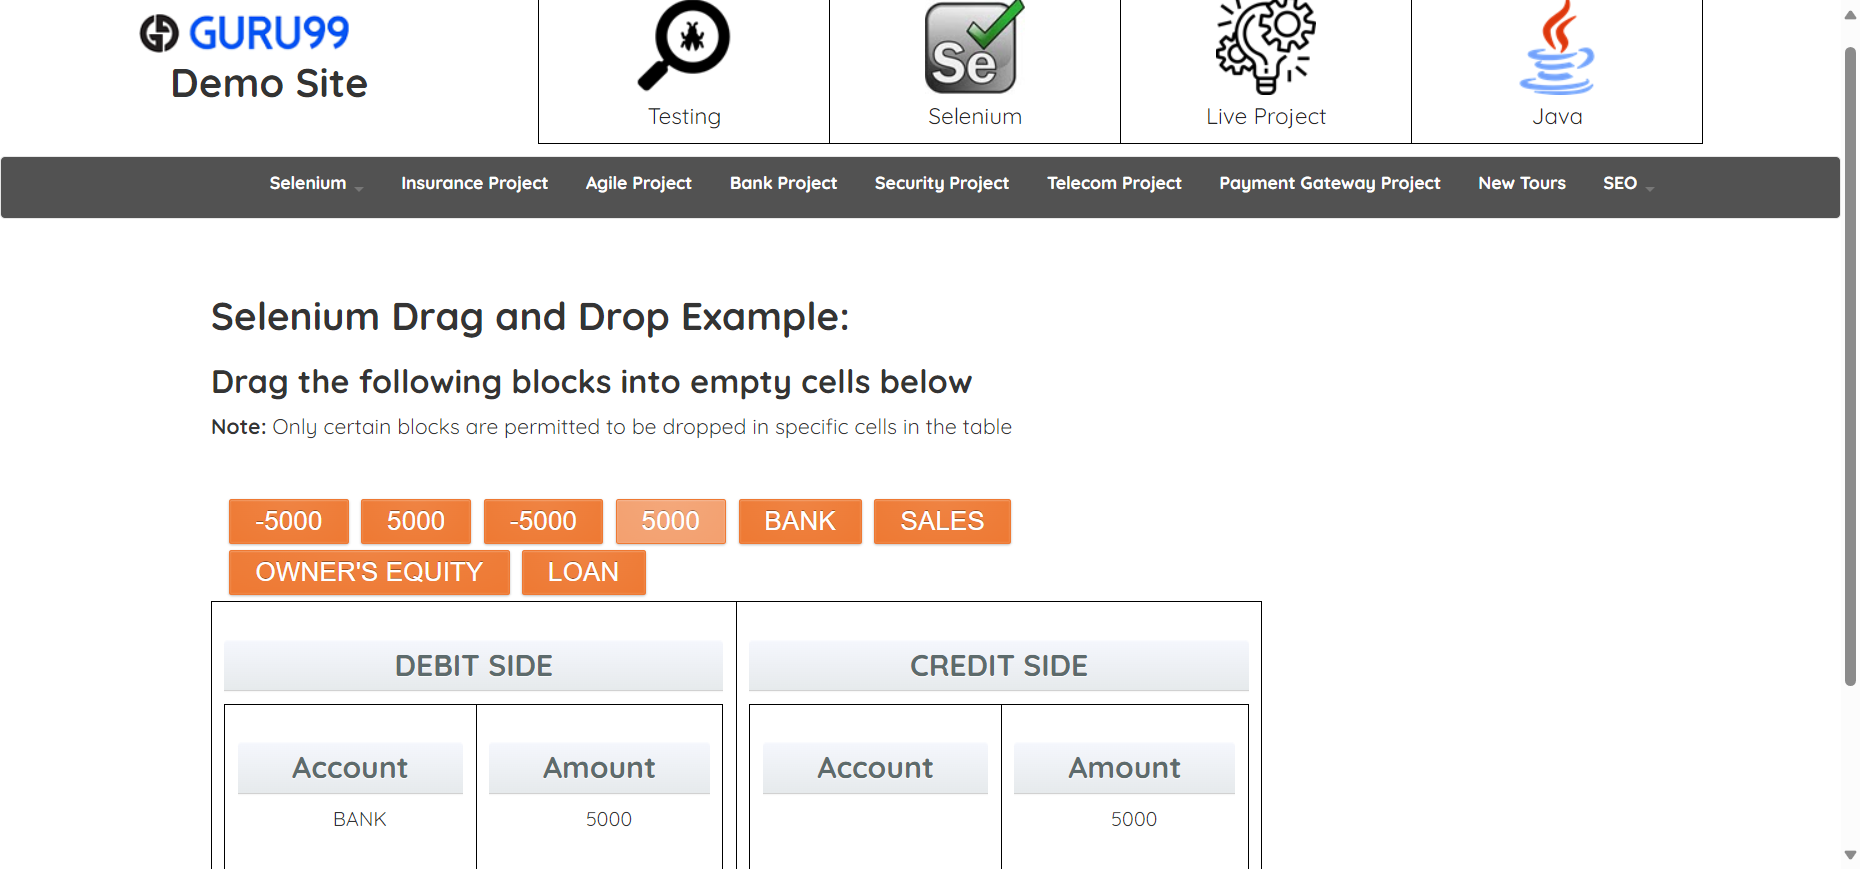 GURU99
Demo Site
Se
Testing
Selenium
Live Project
Java
Selenium Insurance Project Agile Project Bank Project Security Project Telecom Project Payment Gateway Project New Tours SEO
Selenium Drag and Drop Example:
Drag the following blocks into empty cells below
Note: Only certain blocks are permitted to be dropped in specific cells in the table
-5000 5000 -5000 5000 BANK SALES
OWNER'S EQUITY LOAN
DEBIT SIDE CREDIT SIDE
Account Amount Account Amount
BANK 5000 5000